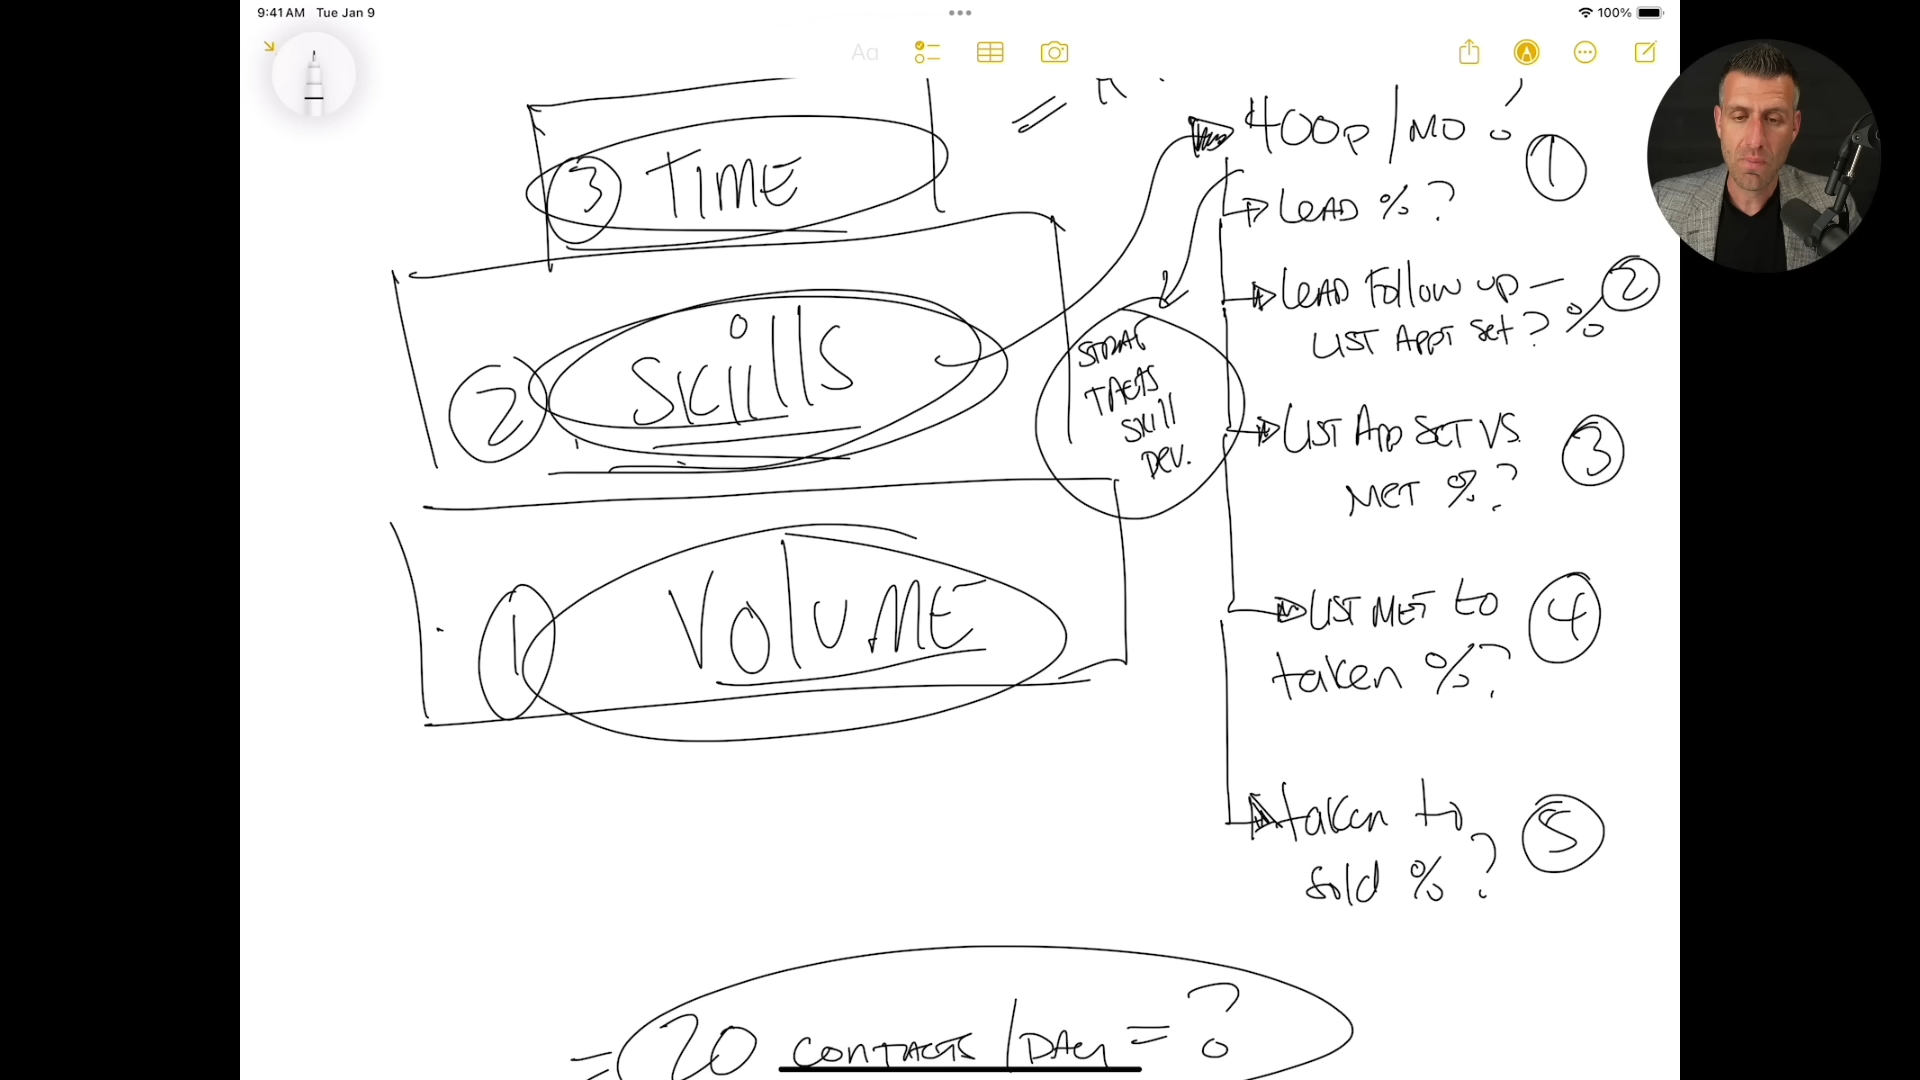 9:41 AM Tue Jan 9
100%
Aa
400p/MO ?
1
3 TIME
LEAD % ?
LEAD Follow up –
LIST APPT Set ? %
2
2 SKIllS
STRAT
TACTS
SKIll
DEV.
LIST App SET VS.
MET % ?
3
1 VOlUME
LIST MET to
taken % ?
4
taken to
Sold % ?
5
= 20 CONTACTS / DAY = ?